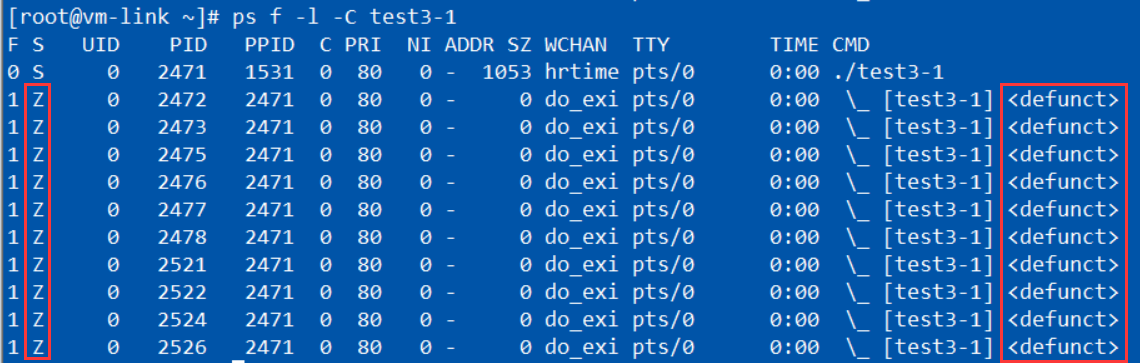 [root@vm-link ~]# ps f -l -C test3-1
F S UID PID PPID C PRI NI ADDR SZ WCHAN TTY TIME CMD
0 S 0 2471 1531 0 80 0 - 1053 hrtime pts/0 0:00 ./test3-1
1 Z 0 2472 2471 0 80 0 - 0 do_exi pts/0 0:00 \_ [test3-1] <defunct>
1 Z 0 2473 2471 0 80 0 - 0 do_exi pts/0 0:00 \_ [test3-1] <defunct>
1 Z 0 2475 2471 0 80 0 - 0 do_exi pts/0 0:00 \_ [test3-1] <defunct>
1 Z 0 2476 2471 0 80 0 - 0 do_exi pts/0 0:00 \_ [test3-1] <defunct>
1 Z 0 2477 2471 0 80 0 - 0 do_exi pts/0 0:00 \_ [test3-1] <defunct>
1 Z 0 2478 2471 0 80 0 - 0 do_exi pts/0 0:00 \_ [test3-1] <defunct>
1 Z 0 2521 2471 0 80 0 - 0 do_exi pts/0 0:00 \_ [test3-1] <defunct>
1 Z 0 2522 2471 0 80 0 - 0 do_exi pts/0 0:00 \_ [test3-1] <defunct>
1 Z 0 2524 2471 0 80 0 - 0 do_exi pts/0 0:00 \_ [test3-1] <defunct>
1 Z 0 2526 2471 0 80 0 - 0 do_exi pts/0 0:00 \_ [test3-1] <defunct>